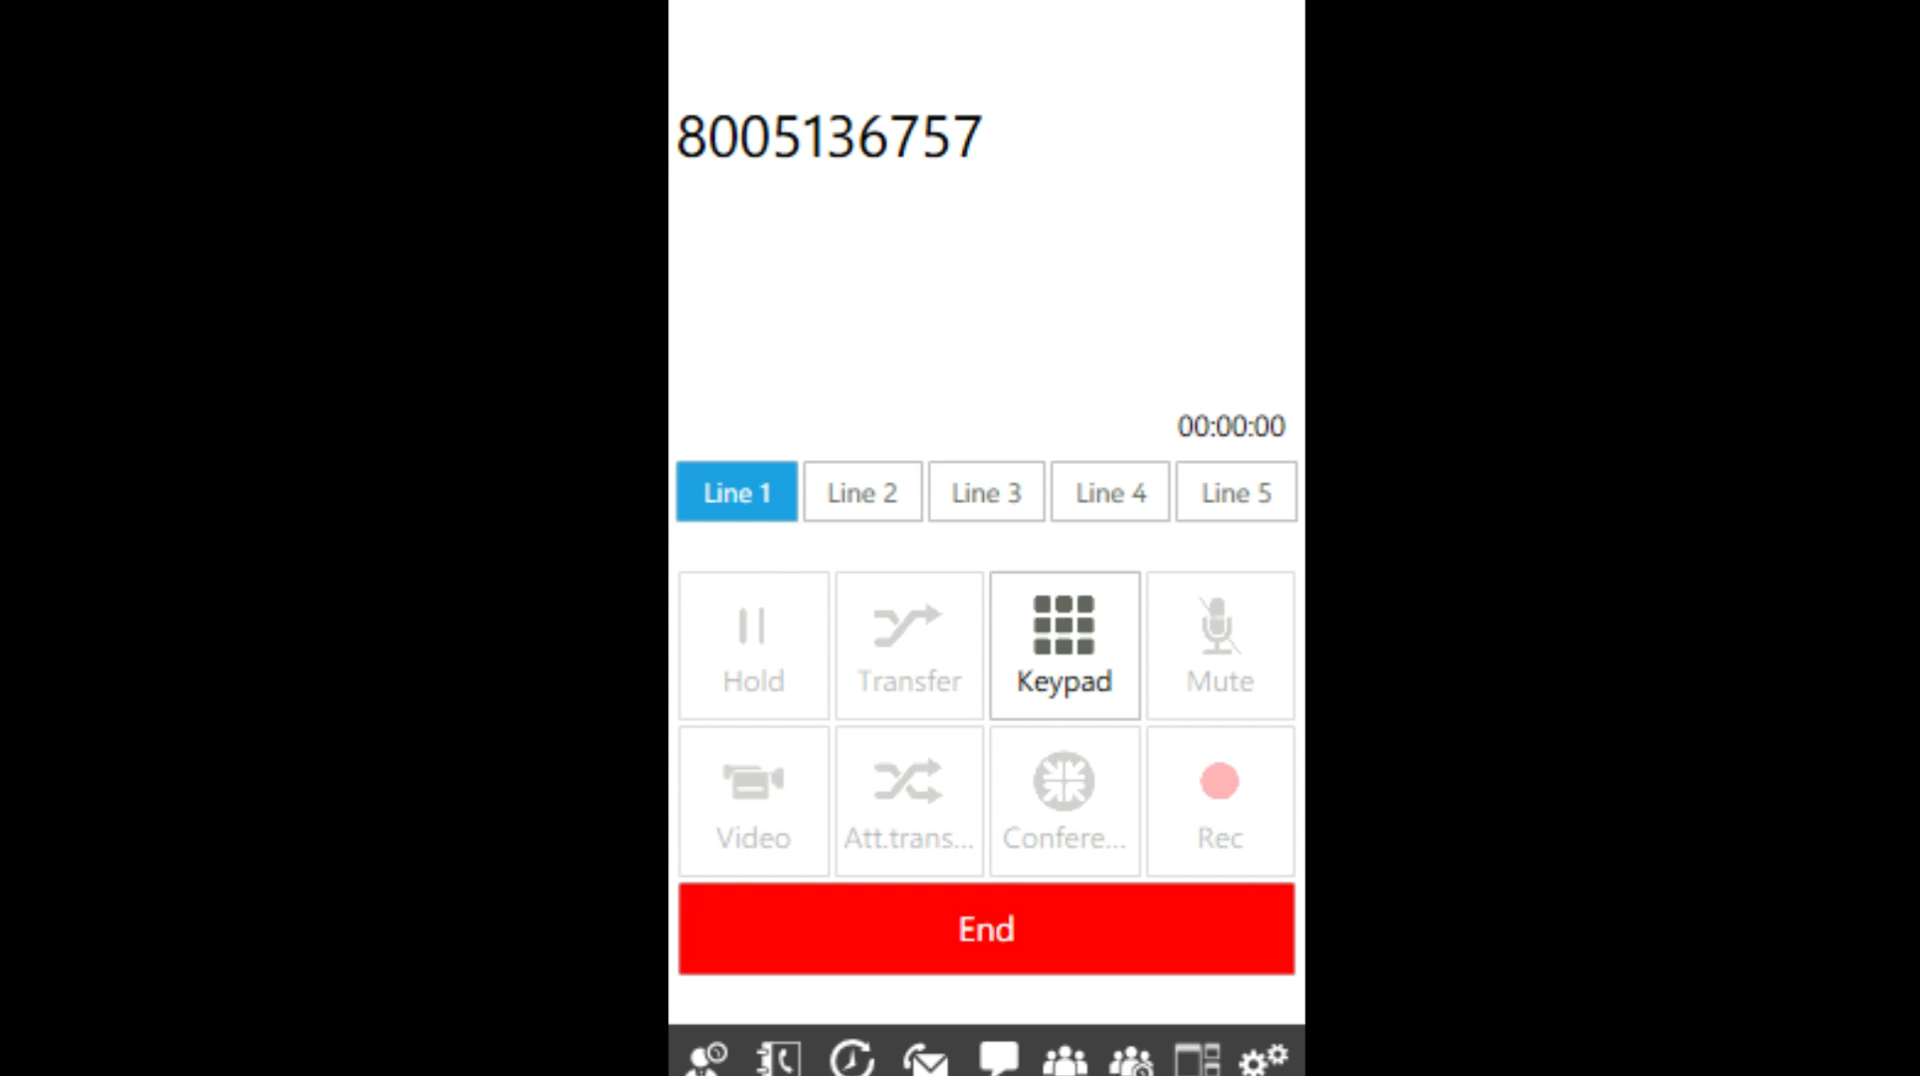 8005136757
00:00:00
Line 1 Line 2 Line 3 Line 4 Line 5
Hold Transfer Keypad Mute
Video Att.trans... Confere... Rec
End